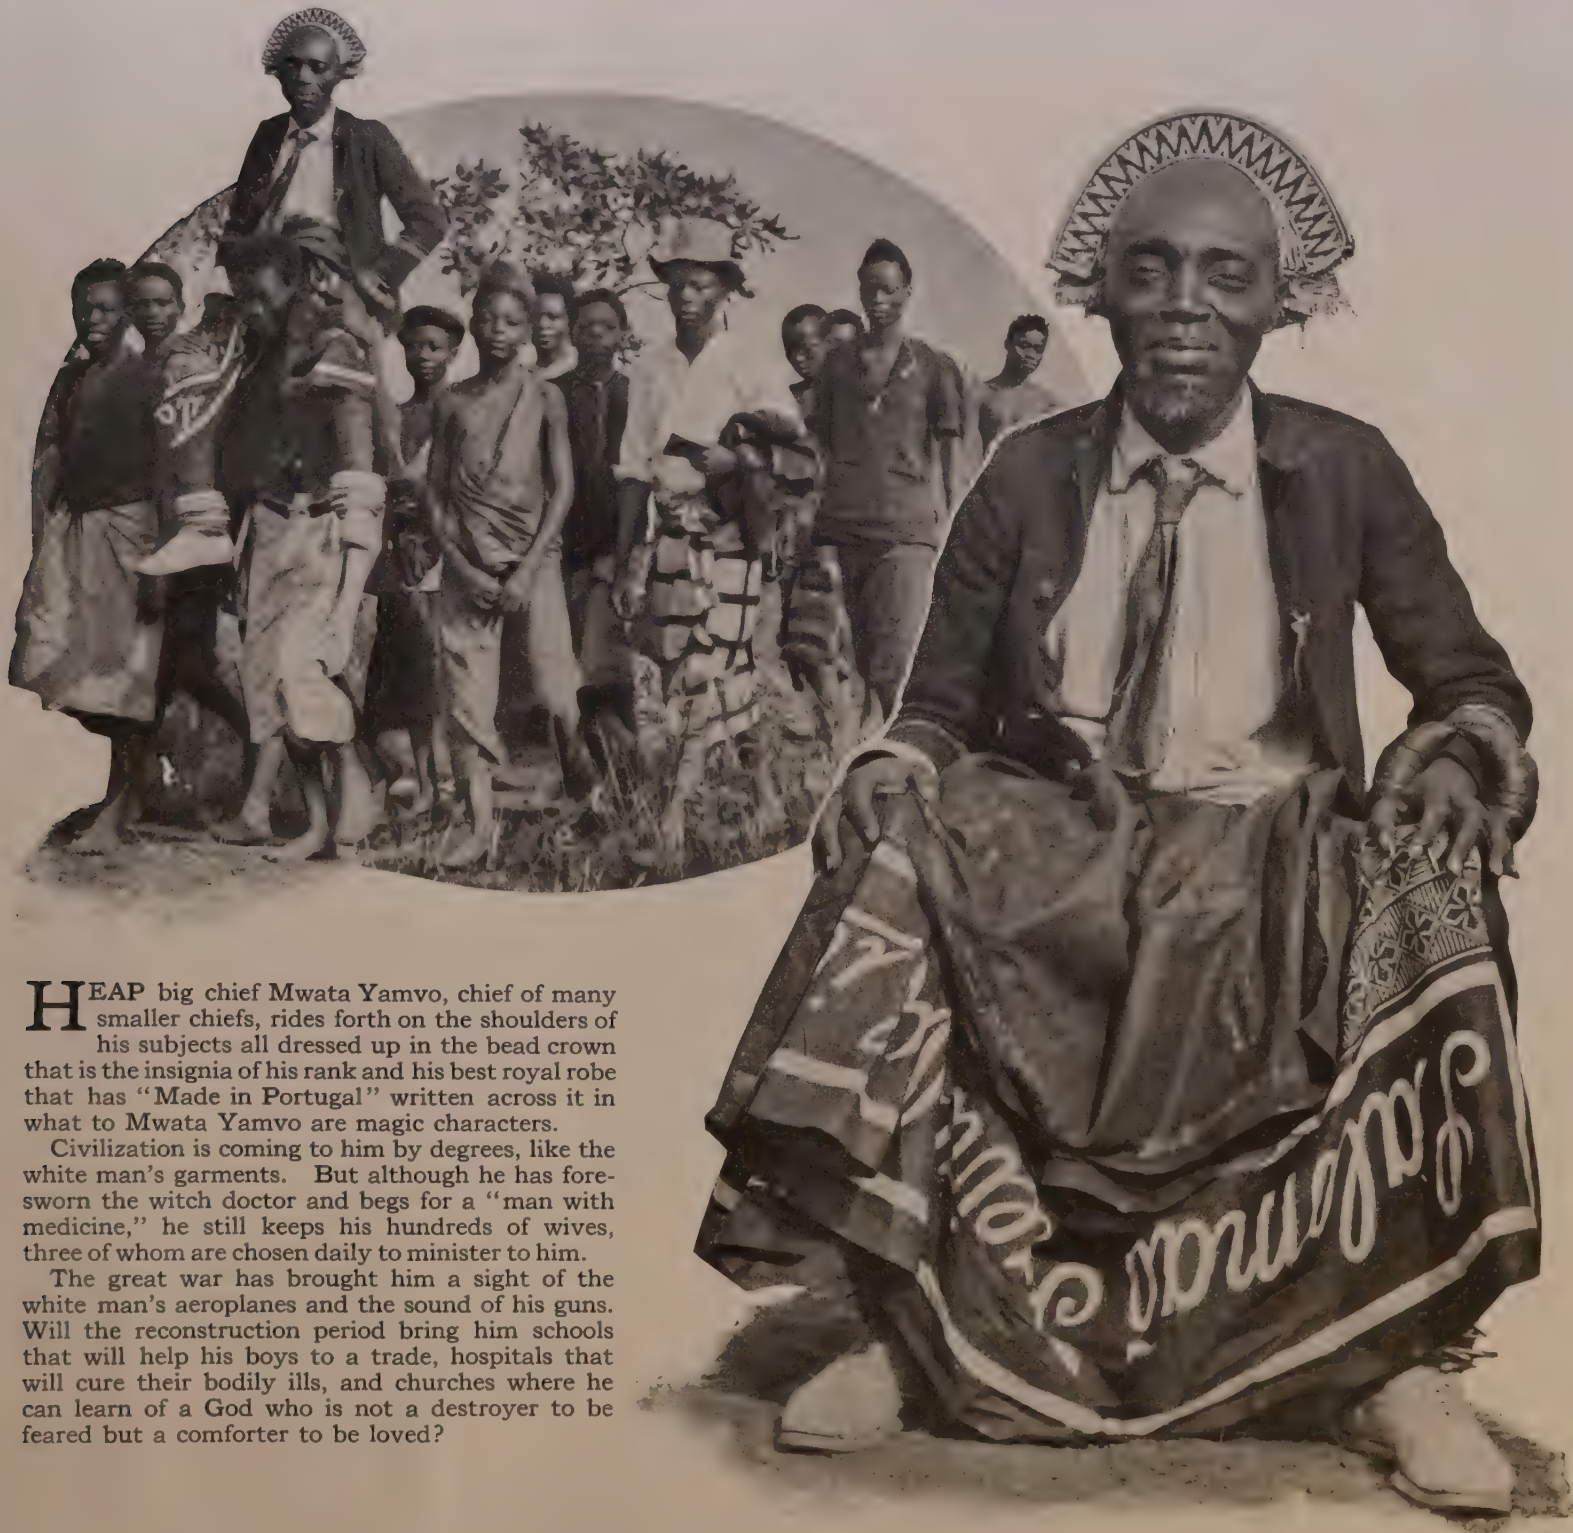 HEAP big chief Mwata Yamvo, chief of many
smaller chiefs, rides forth on the shoulders of
his subjects all dressed up in the bead crown
that is the insignia of his rank and his best royal robe
that has “Made in Portugal” written across it in
what to Mwata Yamvo are magic characters.
Civilization is coming to him by degrees, like the
white man’s garments. But although he has fore-
sworn the witch doctor and begs for a “man with
medicine,” he still keeps his hundreds of wives,
three of whom are chosen daily to minister to him.
The great war has brought him a sight of the
white man’s aeroplanes and the sound of his guns.
Will the reconstruction period bring him schools
that will help his boys to a trade, hospitals that
will cure their bodily ills, and churches where he
can learn of a God who is not a destroyer to be
feared but a comforter to be loved?